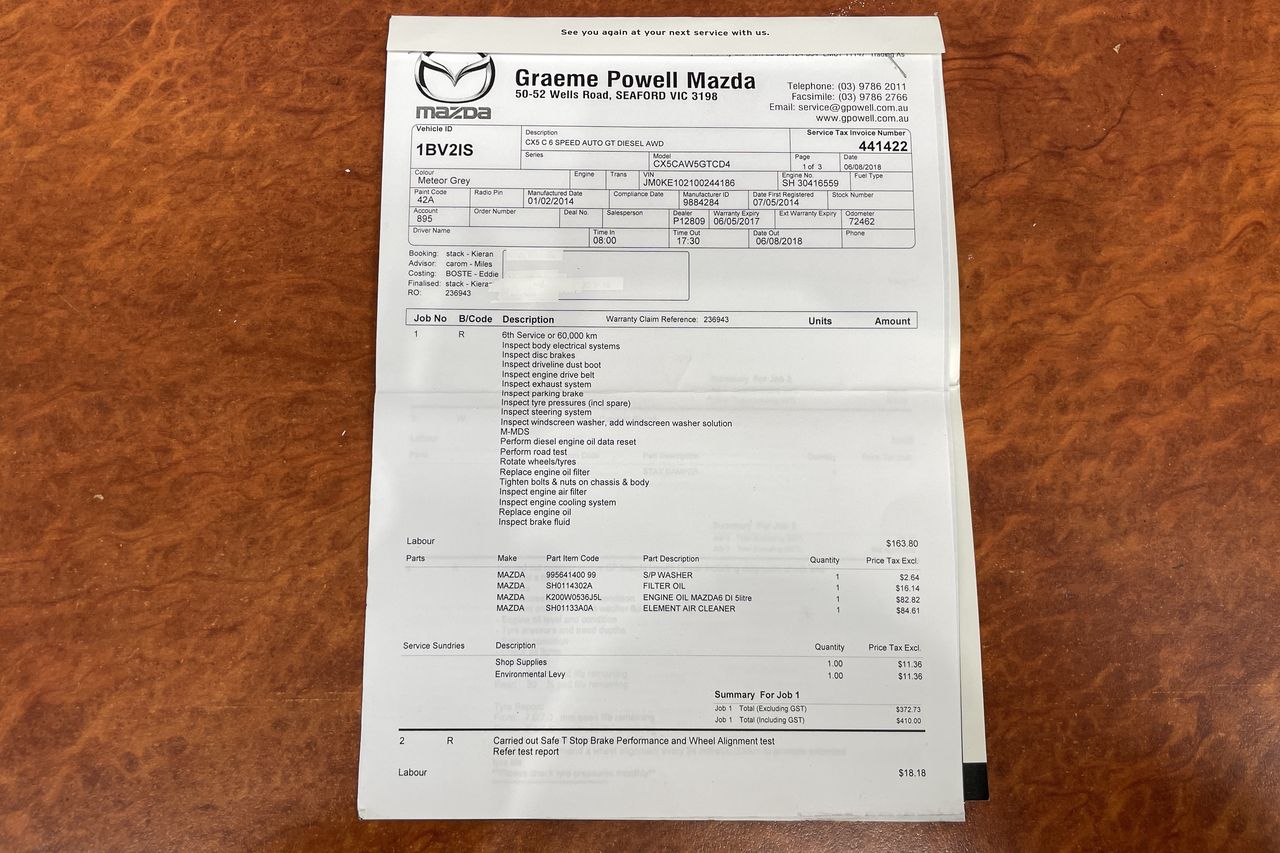 See you again at your next service with us.
mazda
Graeme Powell Mazda
50-52 Wells Road, SEAFORD VIC 3198
Telephone: (03) 9786 2011
Facsimile: (03) 9786 2766
Email: service@gpowell.com.au
www.gpowell.com.au
Vehicle ID Description Service Tax Invoice Number
1BV2IS CX5 C 6 SPEED AUTO GT DIESEL AWD 441422
Series Model Page Date
CX5CAW5GTCD4 1 of 3 06/08/2018
Colour Engine Trans VIN Engine No. Fuel Type
Meteor Grey JM0KE102100244186 SH 30416559
Paint Code Radio Pin Manufactured Date Compliance Date Manufacturer ID Date First Registered Stock Number
42A 01/02/2014 9884284 07/05/2014
Account Order Number Deal No. Salesperson Dealer Warranty Expiry Ext Warranty Expiry Odometer
895 P12809 06/05/2017 72462
Driver Name Time In Time Out Date Out Phone
08:00 17:30 06/08/2018
Booking: stack - Kieran
Advisor: carom - Miles
Costing: BOSTE - Eddie
Finalised: stack - Kieran
RO: 236943
Job No B/Code Description Warranty Claim Reference: 236943 Units Amount
1 R 6th Service or 60,000 km
Inspect body electrical systems
Inspect disc brakes
Inspect driveline dust boot
Inspect engine drive belt
Inspect exhaust system
Inspect parking brake
Inspect tyre pressures (incl spare)
Inspect steering system
Inspect windscreen washer, add windscreen washer solution
M-MDS
Perform diesel engine oil data reset
Perform road test
Rotate wheels/tyres
Replace engine oil filter
Tighten bolts & nuts on chassis & body
Inspect engine air filter
Inspect engine cooling system
Replace engine oil
Inspect brake fluid
Labour $163.80
Parts Make Part Item Code Part Description Quantity Price Tax Excl.
MAZDA 995641400 99 S/P WASHER 1 $2.64
MAZDA SH0114302A FILTER OIL 1 $16.14
MAZDA K200W0536J5L ENGINE OIL MAZDA6 DI 5litre 1 $82.82
MAZDA SH01133A0A ELEMENT AIR CLEANER 1 $84.61
Service Sundries Description Quantity Price Tax Excl.
Shop Supplies 1.00 $11.36
Environmental Levy 1.00 $11.36
Summary For Job 1
Job 1 Total (Excluding GST) $372.73
Job 1 Total (Including GST) $410.00
2 R Carried out Safe T Stop Brake Performance and Wheel Alignment test
Refer test report
Labour $18.18